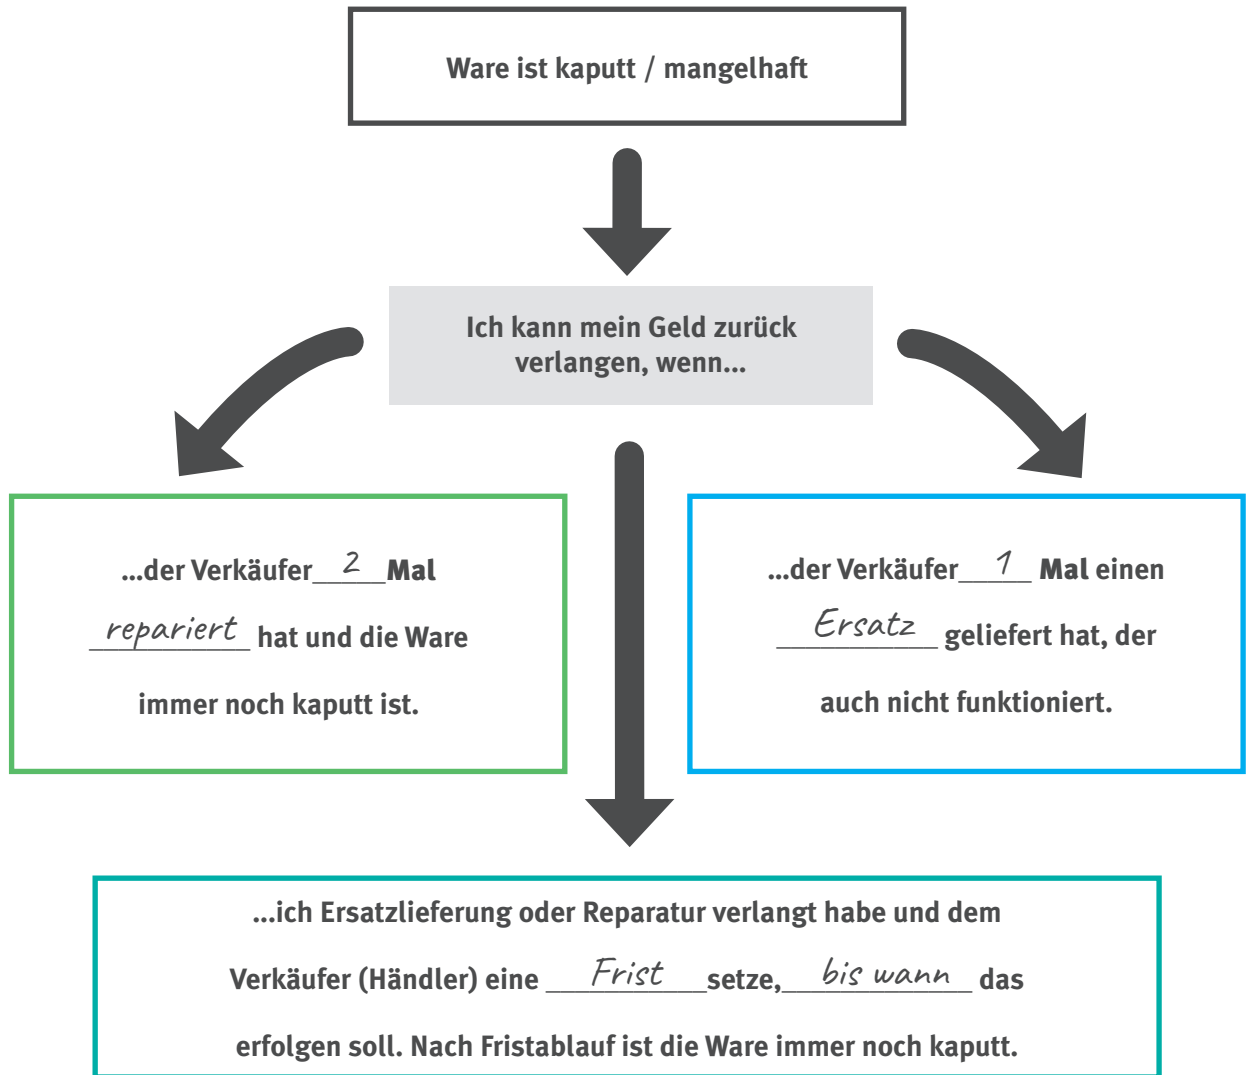 Ware ist kaputt / mangelhaft
Ich kann mein Geld zurück
verlangen, wenn...
...der Verkäufer 2 Mal
repariert hat und die Ware
immer noch kaputt ist.
...der Verkäufer 1 Mal einen
Ersatz geliefert hat, der
auch nicht funktioniert.
...ich Ersatzlieferung oder Reparatur verlangt habe und dem
Verkäufer (Händler) eine Frist setze, bis wann das
erfolgen soll. Nach Fristablauf ist die Ware immer noch kaputt.